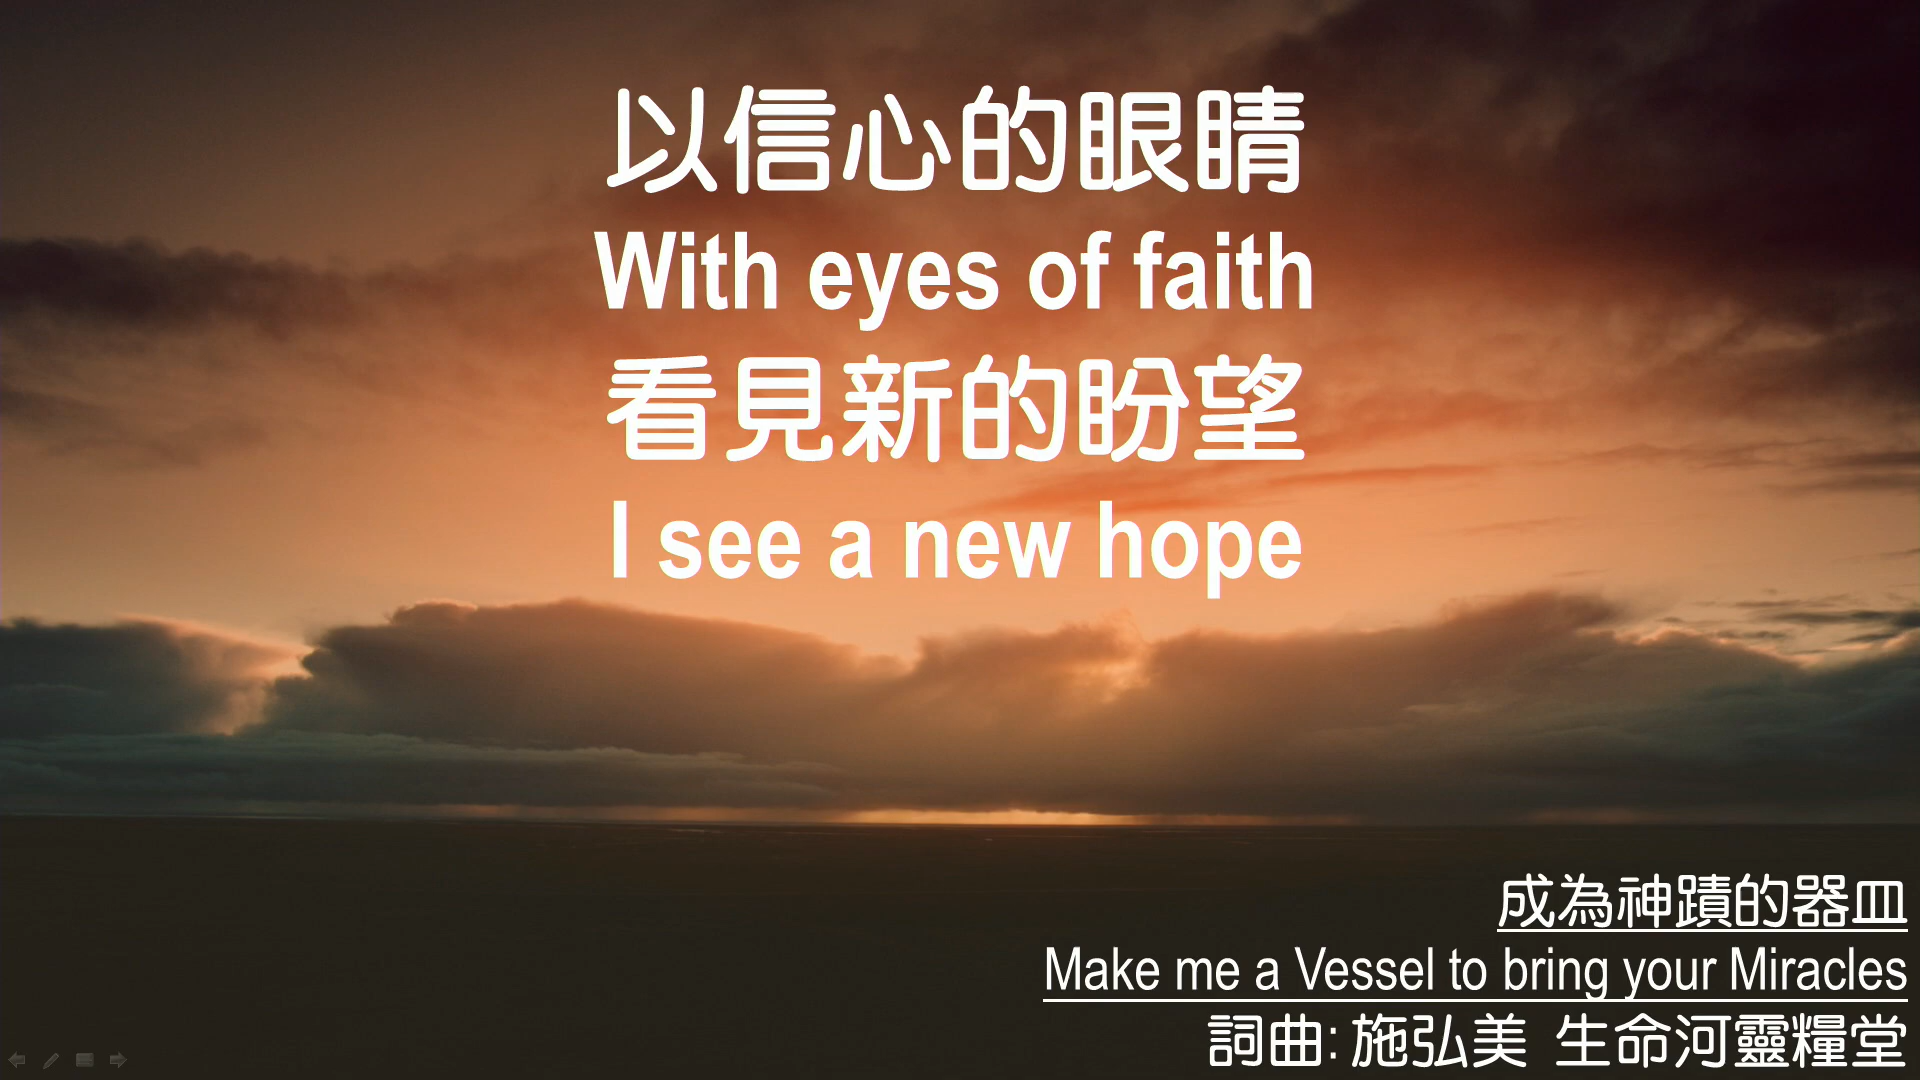 以信心的眼睛
With eyes of faith
看見新的盼望
I see a new hope
成為神蹟的器皿
Make me a Vessel to bring your Miracles
詞曲: 施弘美 生命河靈糧堂